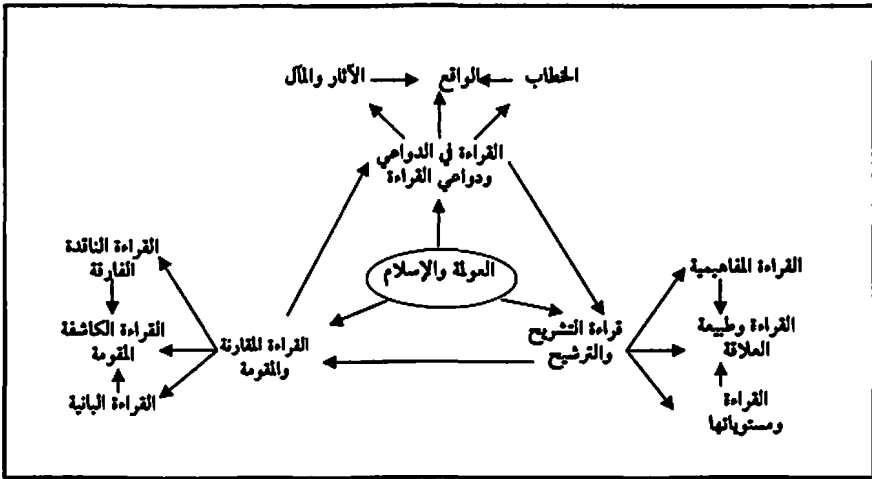 الخطاب
الواقع
الآثار والمآل
القراءة في الدواعي
ودواعي القراءة
العولمة والإسلام
القراءة المفاهيمية
القراءة وطبيعة
العلاقة
القراءة
ومستوياتها
قراءة التشريح
والترشيح
القراءة المقارنة
والمقومة
القراءة الناقدة
الفارقة
القراءة الكاشفة
المقومة
القراءة البانية